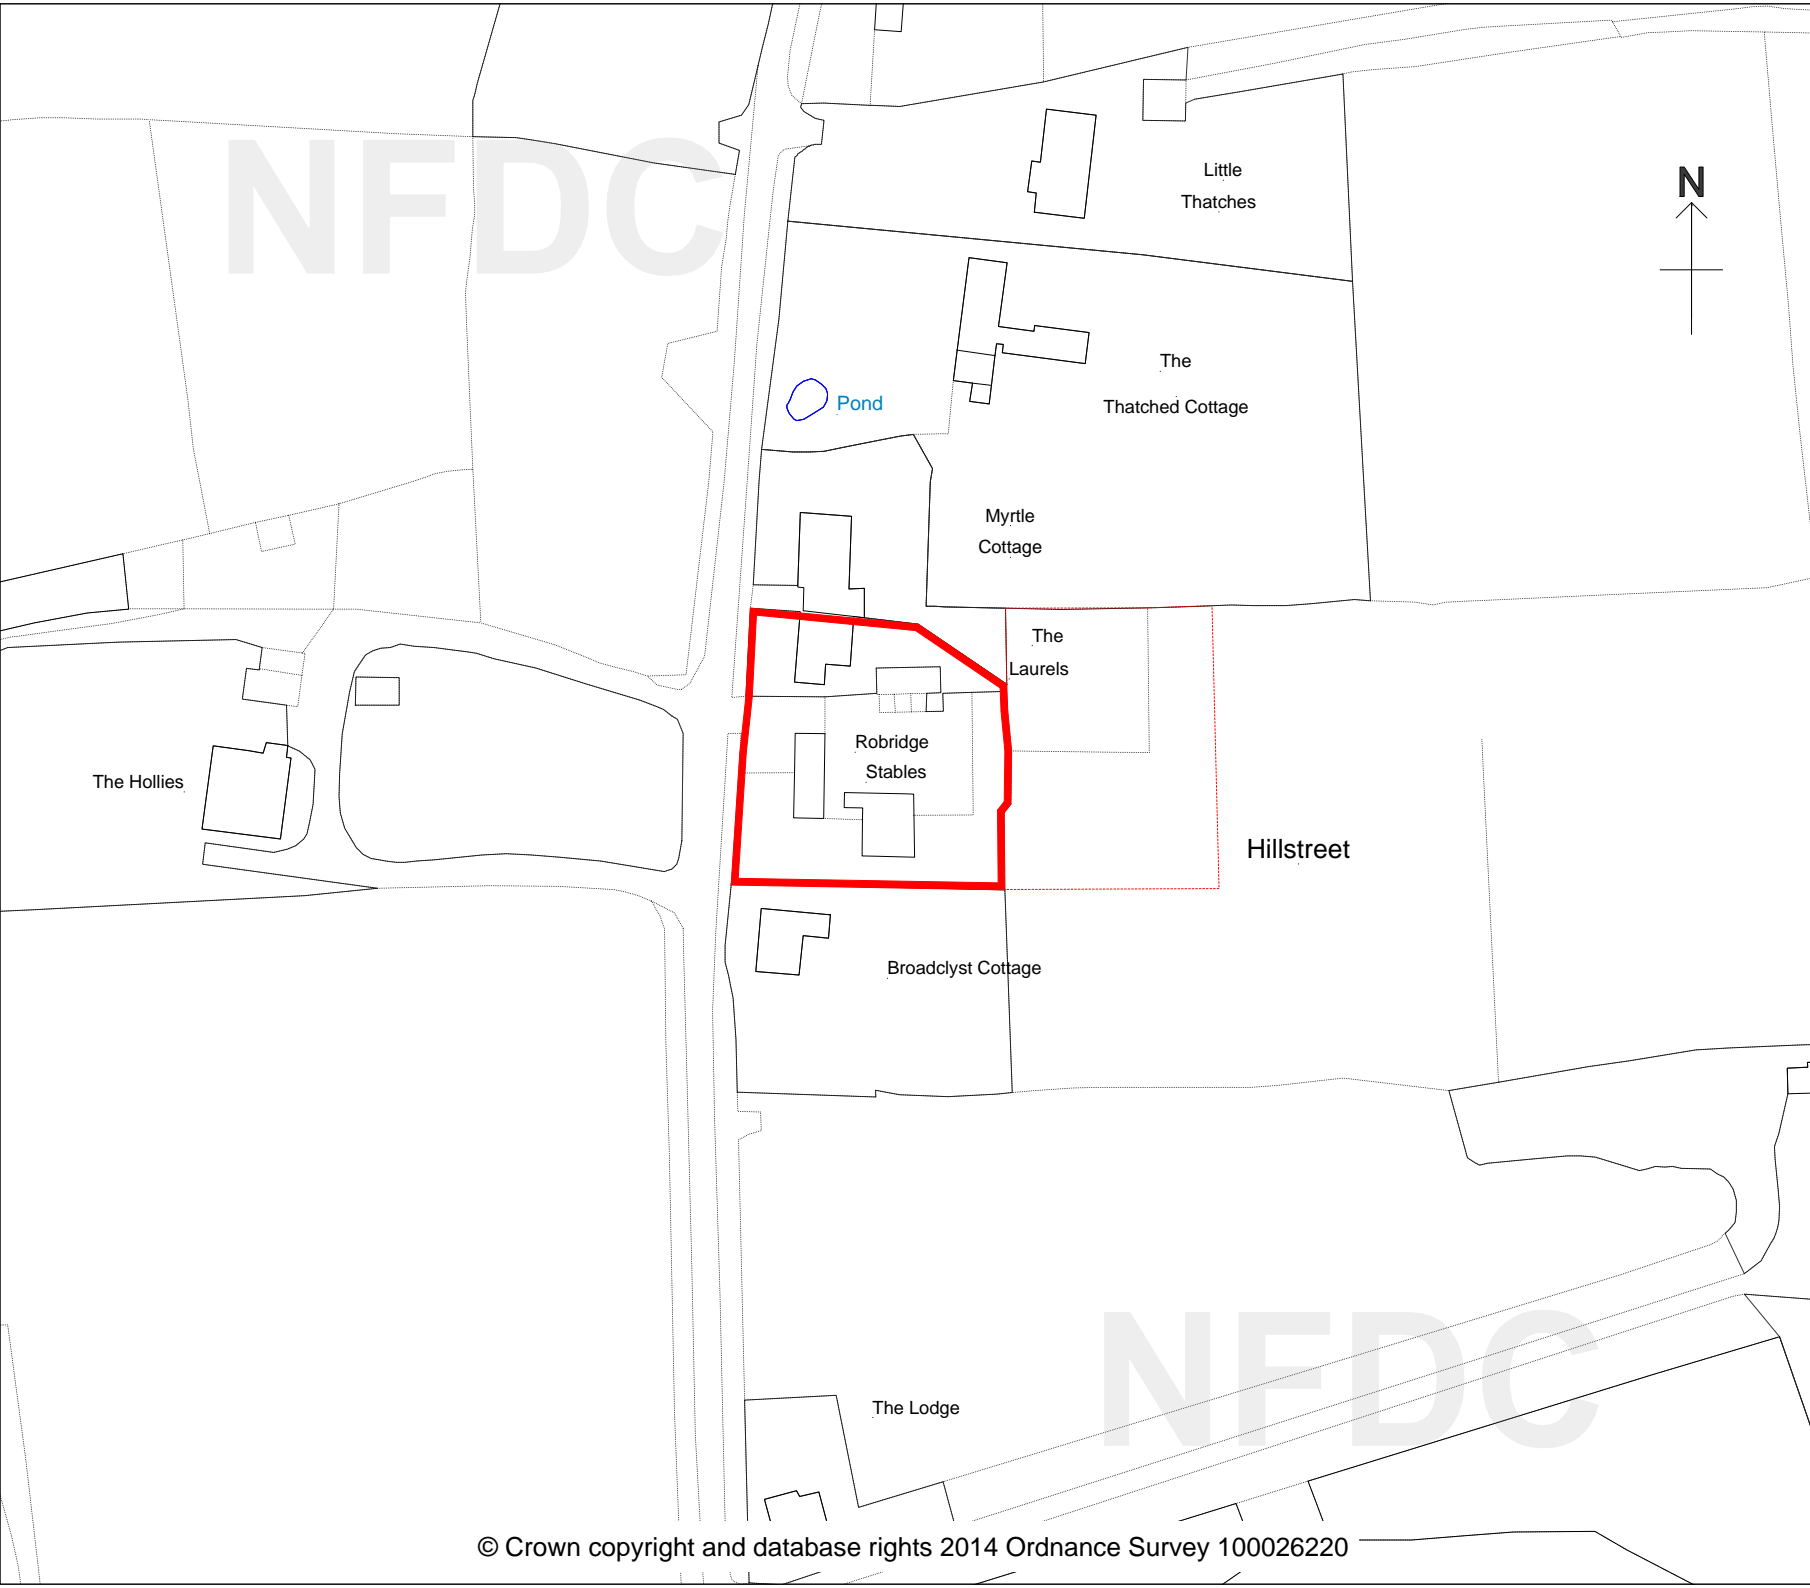 NFDC
Little
Thatches
N
The
Thatched Cottage
Pond
Myrtle
Cottage
The
Laurels
Robridge
Stables
The Hollies
Hillstreet
Broadclyst Cottage
NFDC
The Lodge
© Crown copyright and database rights 2014 Ordnance Survey 100026220